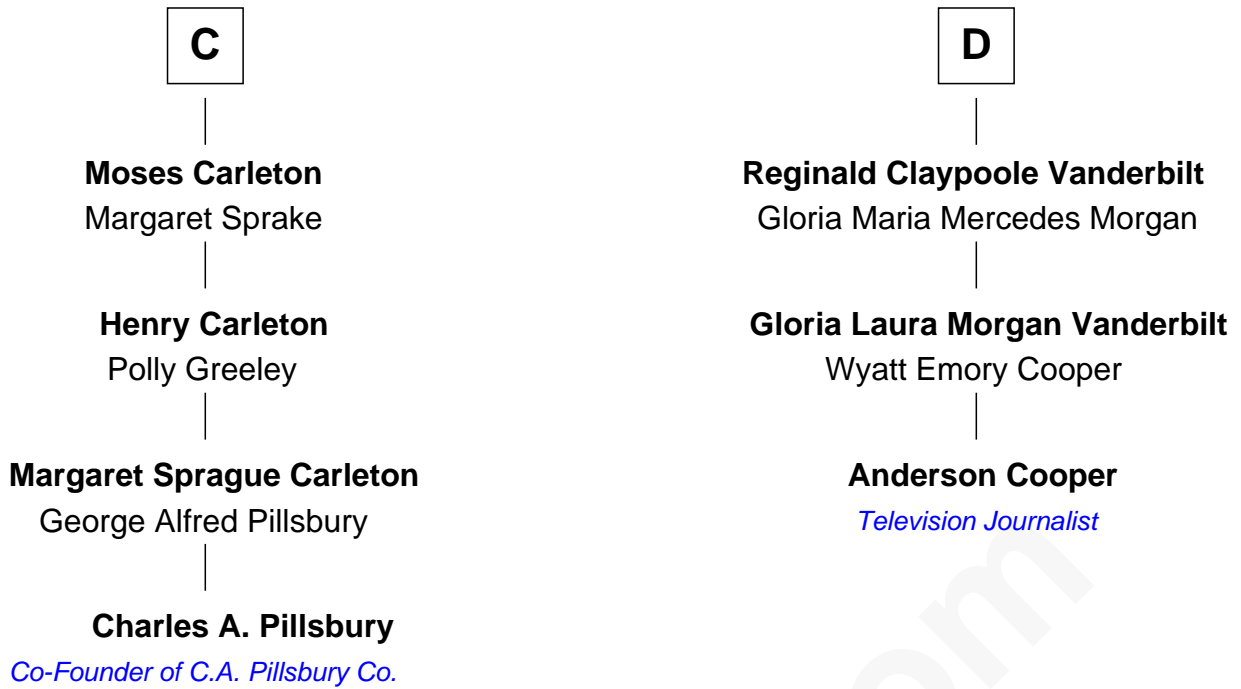 C
Moses Carleton
Margaret Sprake
Henry Carleton
Polly Greeley
Margaret Sprague Carleton
George Alfred Pillsbury
Charles A. Pillsbury
Co-Founder of C.A. Pillsbury Co.
D
Reginald Claypoole Vanderbilt
Gloria Maria Mercedes Morgan
Gloria Laura Morgan Vanderbilt
Wyatt Emory Cooper
Anderson Cooper
Television Journalist
om